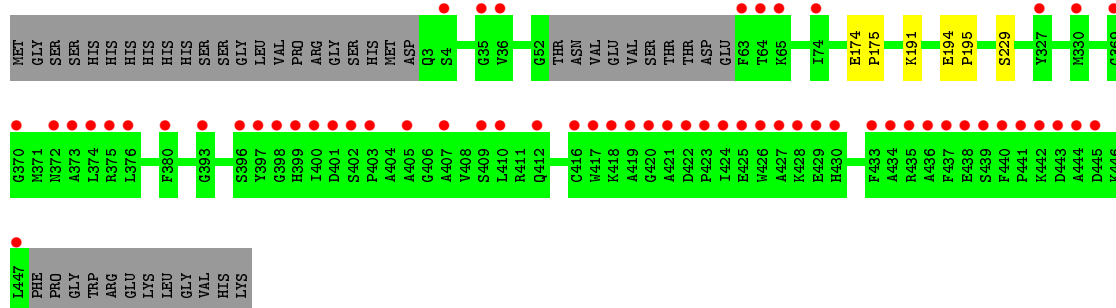 MET GLY SER SER HIS HIS HIS HIS HIS HIS SER SER GLY LEU VAL PRO ARG GLY SER HIS MET ASP Q3 S4 G35 V36 G52 THR ASN VAL GLU VAL SER THR THR ASP GLU F63 T64 K65 I74 E174 P175 K191 E194 P195 S229 Y327 M330 G369
G370 M371 N372 A373 L374 R375 L376 F380 G393 S396 Y397 G398 H399 I400 D401 S402 P403 A404 A405 G406 A407 V408 S409 L410 R411 Q412 C416 W417 K418 A419 G420 A421 D422 P423 I424 E425 W426 A427 K428 E429 H430 F433 A434 R435 A436 F437 E438 S439 F440 P441 K442 D443 A444 D445 K446
L447 PHE PRO GLY TRP ARG GLU LYS LEU GLY VAL HIS LYS